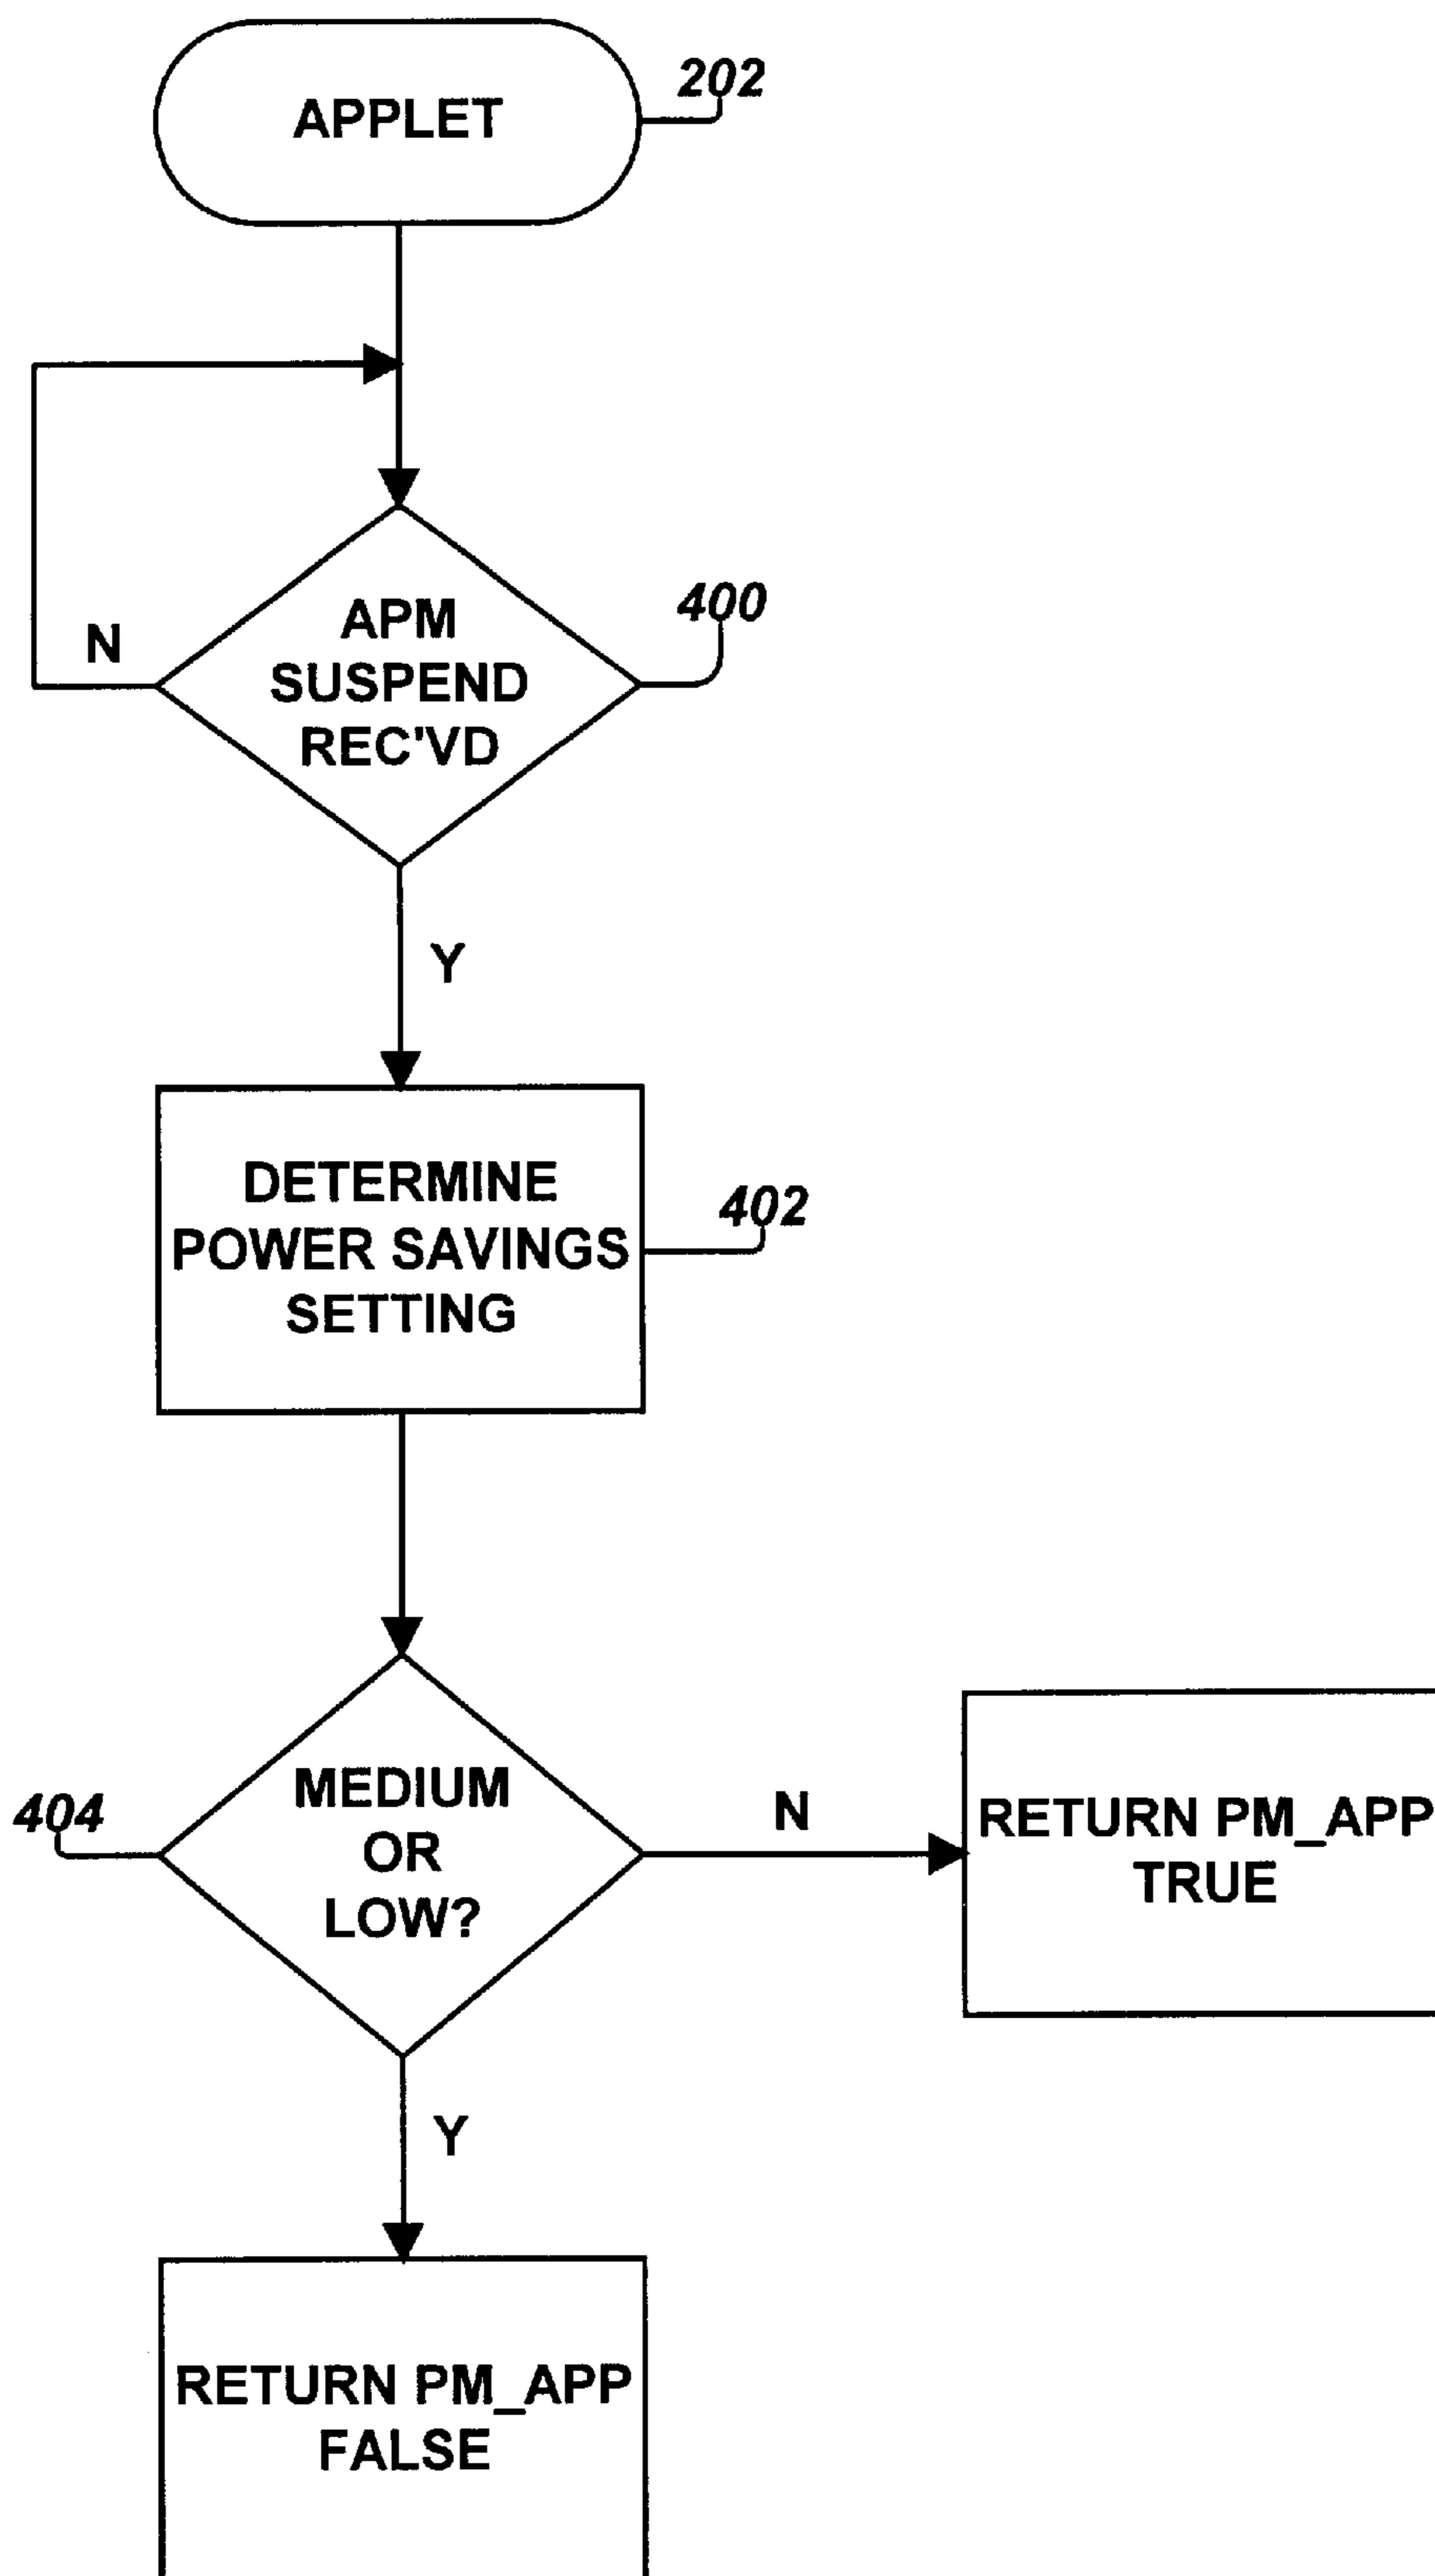 APPLET
202
APM
SUSPEND
REC'VD
400
N
Y
DETERMINE
POWER SAVINGS
SETTING
402
MEDIUM
OR
LOW?
404
N
RETURN PM_APP
TRUE
Y
RETURN PM_APP
FALSE